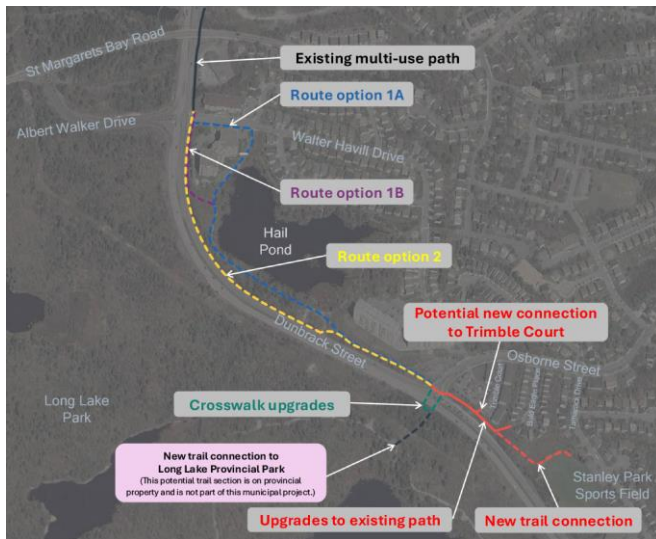 St Margarets Bay Road
Existing multi-use path
Route option 1A
Albert Walker Drive
Walter Havill Drive
Route option 1B
Hail
Pond
Route option 2
Dunbrack Street
Potential new connection
to Trimble Court
Osborne Street
Trimble Court
Long Lake
Park
Crosswalk upgrades
New trail connection to
Long Lake Provincial Park
(This potential trail section is on provincial
property and is not part of this municipal project.)
Stanley Park
Sports Field
Upgrades to existing path
New trail connection